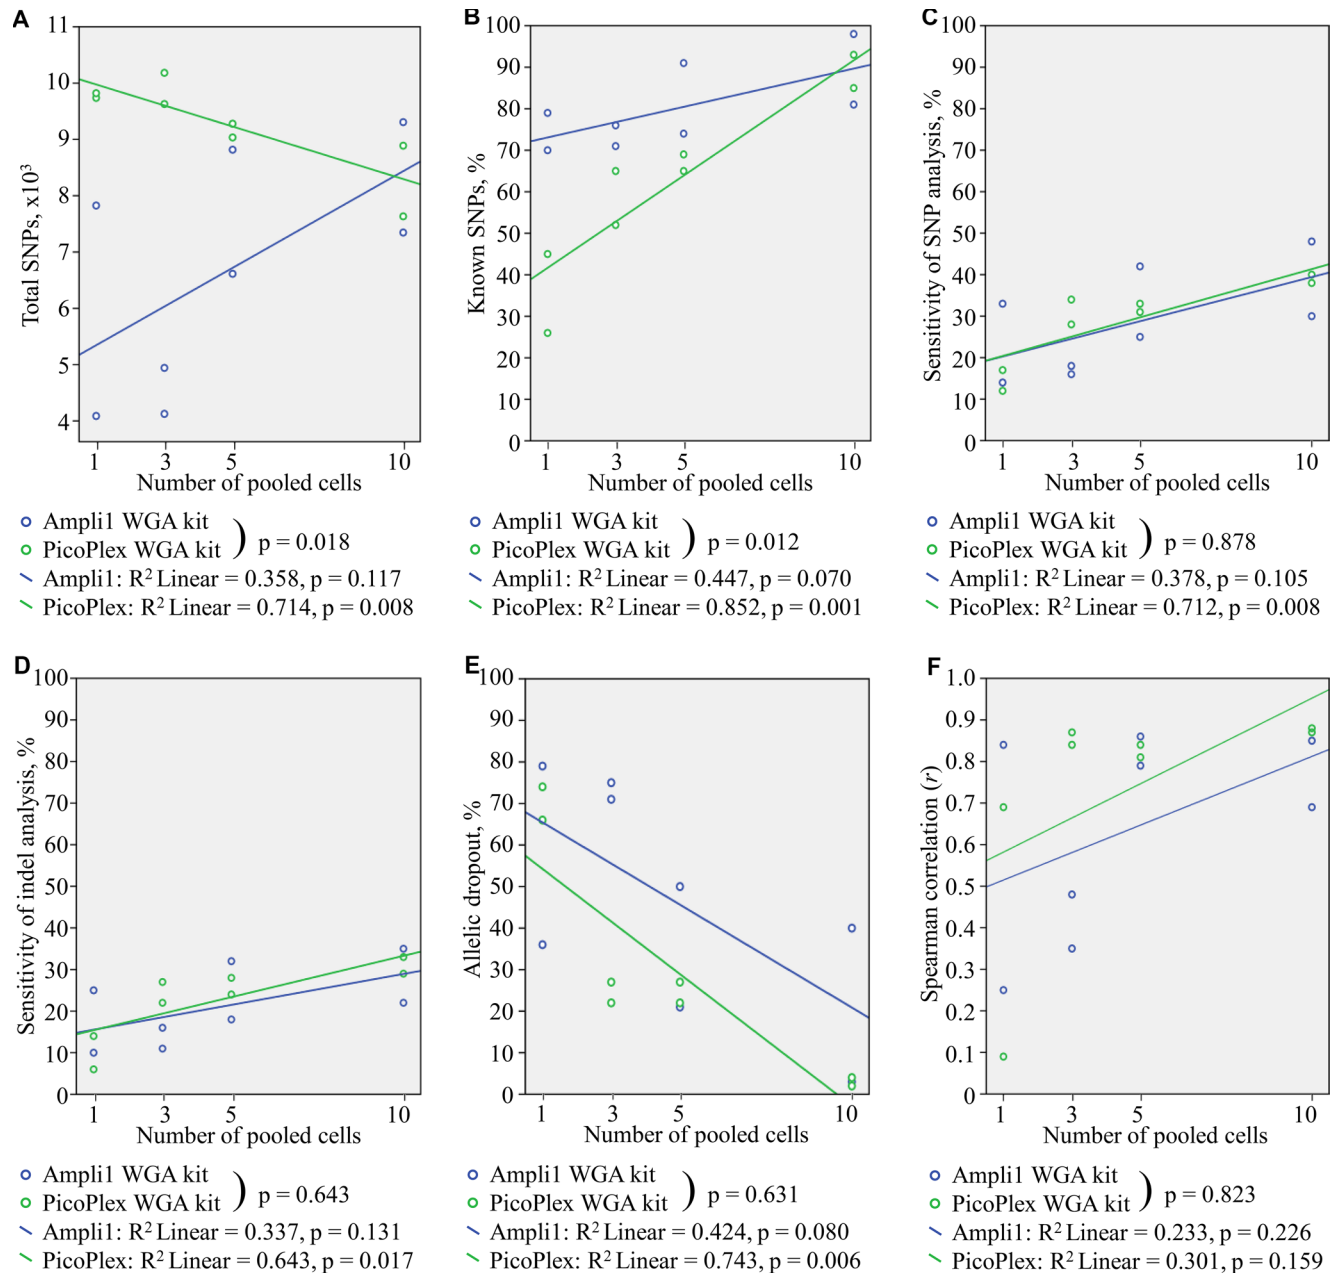 A
Total SNPs, x10³
11
10
9
8
7
6
5
4
1 3 5 10
Number of pooled cells
Ampli1 WGA kit
PicoPlex WGA kit
) p = 0.018
Ampli1: R² Linear = 0.358, p = 0.117
PicoPlex: R² Linear = 0.714, p = 0.008
B
Known SNPs, %
100
90
80
70
60
50
40
30
20
10
0
1 3 5 10
Number of pooled cells
Ampli1 WGA kit
PicoPlex WGA kit
) p = 0.012
Ampli1: R² Linear = 0.447, p = 0.070
PicoPlex: R² Linear = 0.852, p = 0.001
C
Sensitivity of SNP analysis, %
100
90
80
70
60
50
40
30
20
10
0
1 3 5 10
Number of pooled cells
Ampli1 WGA kit
PicoPlex WGA kit
) p = 0.878
Ampli1: R² Linear = 0.378, p = 0.105
PicoPlex: R² Linear = 0.712, p = 0.008
D
Sensitivity of indel analysis, %
100
90
80
70
60
50
40
30
20
10
0
1 3 5 10
Number of pooled cells
Ampli1 WGA kit
PicoPlex WGA kit
) p = 0.643
Ampli1: R² Linear = 0.337, p = 0.131
PicoPlex: R² Linear = 0.643, p = 0.017
E
Allelic dropout, %
100
90
80
70
60
50
40
30
20
10
0
1 3 5 10
Number of pooled cells
Ampli1 WGA kit
PicoPlex WGA kit
) p = 0.631
Ampli1: R² Linear = 0.424, p = 0.080
PicoPlex: R² Linear = 0.743, p = 0.006
F
Spearman correlation (r)
1.0
0.9
0.8
0.7
0.6
0.5
0.4
0.3
0.2
0.1
0
1 3 5 10
Number of pooled cells
Ampli1 WGA kit
PicoPlex WGA kit
) p = 0.823
Ampli1: R² Linear = 0.233, p = 0.226
PicoPlex: R² Linear = 0.301, p = 0.159